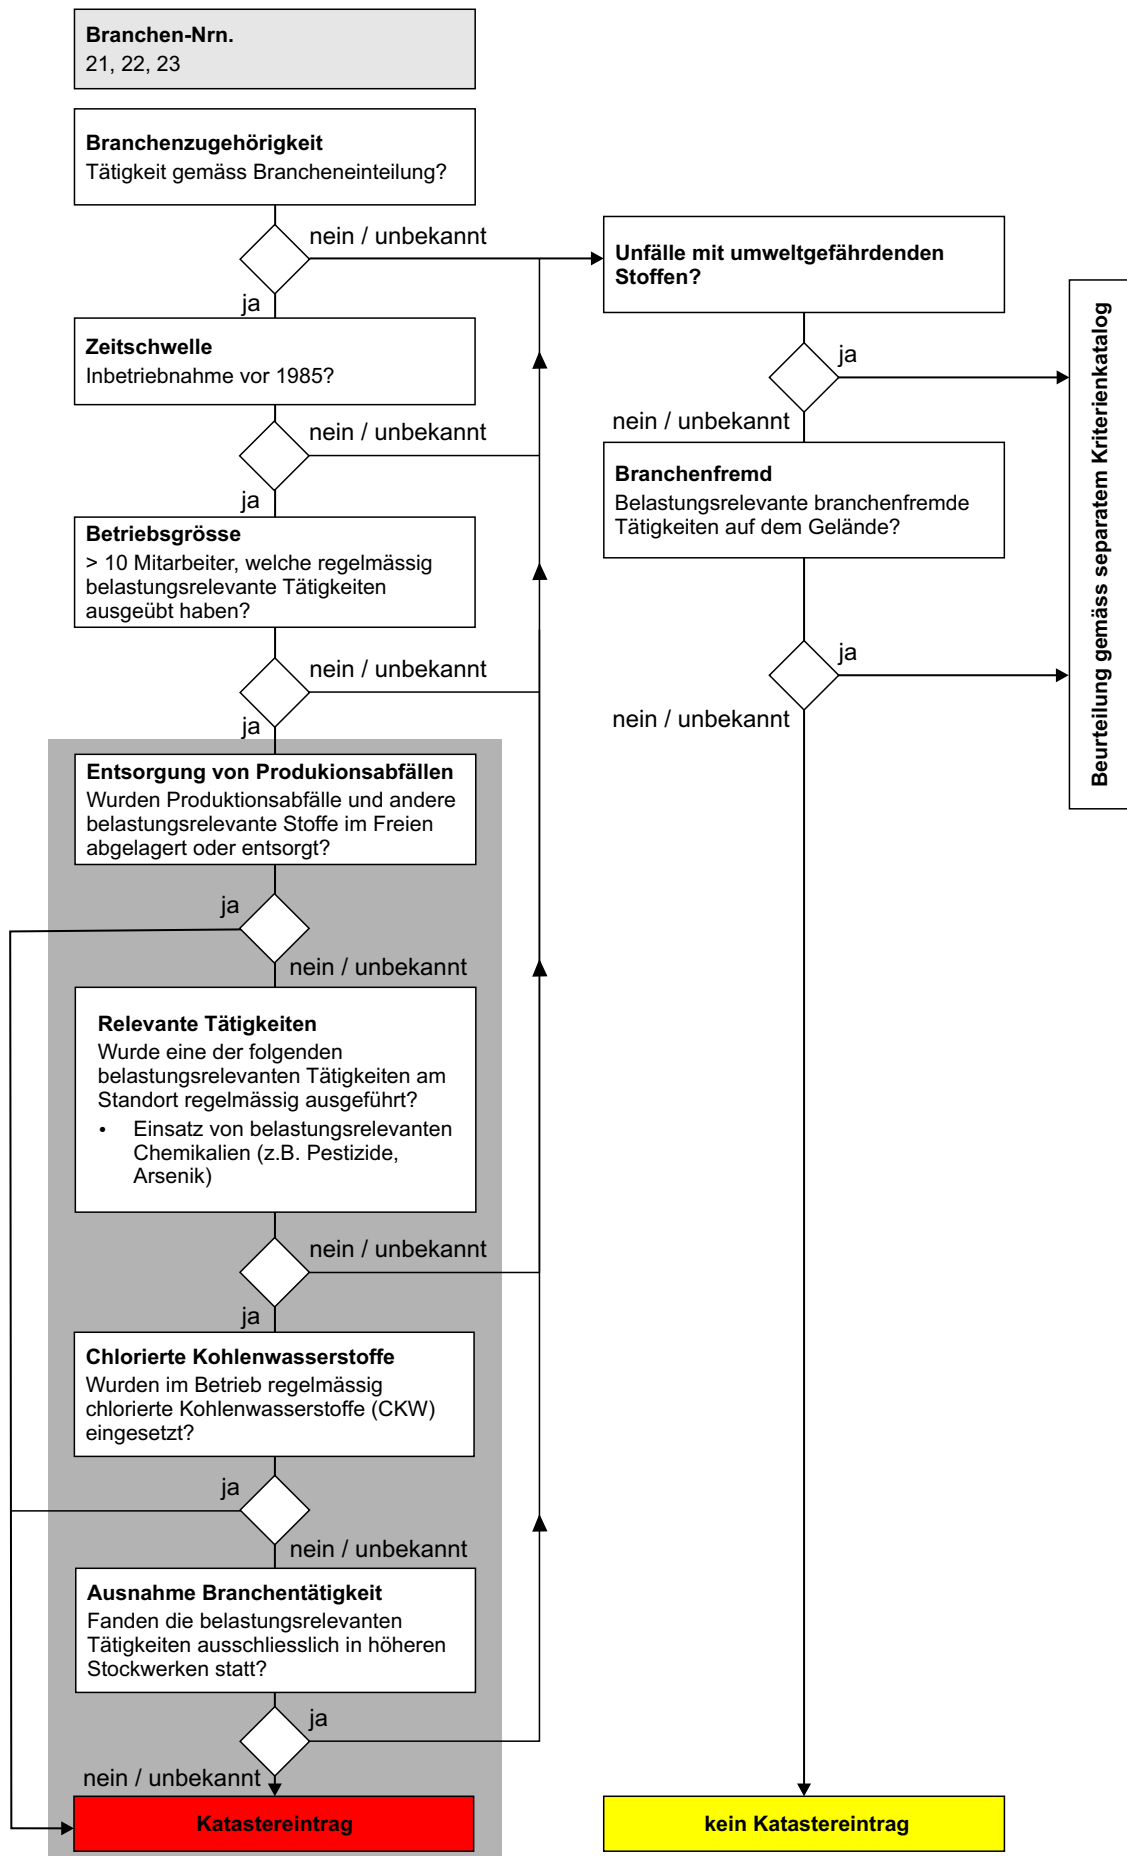 Branchen-Nrn.
21, 22, 23
Branchenzugehörigkeit
Tätigkeit gemäss Brancheneinteilung?
nein / unbekannt
ja
Zeitschwelle
Inbetriebnahme vor 1985?
nein / unbekannt
ja
Betriebsgrösse
> 10 Mitarbeiter, welche regelmässig
belastungsrelevante Tätigkeiten
ausgeübt haben?
nein / unbekannt
ja
Entsorgung von Produkionsabfällen
Wurden Produktionsabfälle und andere
belastungsrelevante Stoffe im Freien
abgelagert oder entsorgt?
ja
nein / unbekannt
Relevante Tätigkeiten
Wurde eine der folgenden
belastungsrelevanten Tätigkeiten am
Standort regelmässig ausgeführt?
• Einsatz von belastungsrelevanten
Chemikalien (z.B. Pestizide,
Arsenik)
nein / unbekannt
ja
Chlorierte Kohlenwasserstoffe
Wurden im Betrieb regelmässig
chlorierte Kohlenwasserstoffe (CKW)
eingesetzt?
ja
nein / unbekannt
Ausnahme Branchentätigkeit
Fanden die belastungsrelevanten
Tätigkeiten ausschliesslich in höheren
Stockwerken statt?
ja
nein / unbekannt
Katastereintrag
Unfälle mit umweltgefährdenden
Stoffen?
ja
nein / unbekannt
Branchenfremd
Belastungsrelevante branchenfremde
Tätigkeiten auf dem Gelände?
ja
nein / unbekannt
kein Katastereintrag
Beurteilung gemäss separatem Kriterienkatalog